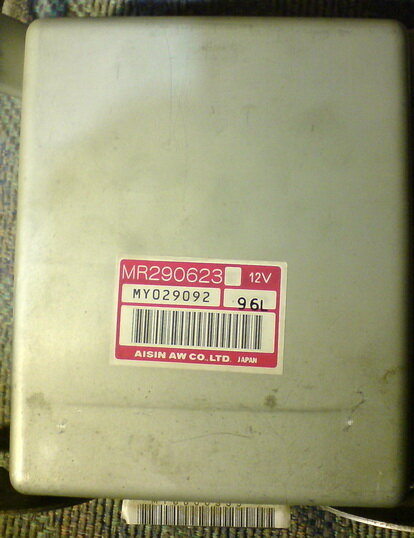 MR290623 12V
MY029092 96L
AISIN AW CO.,LTD. JAPAN